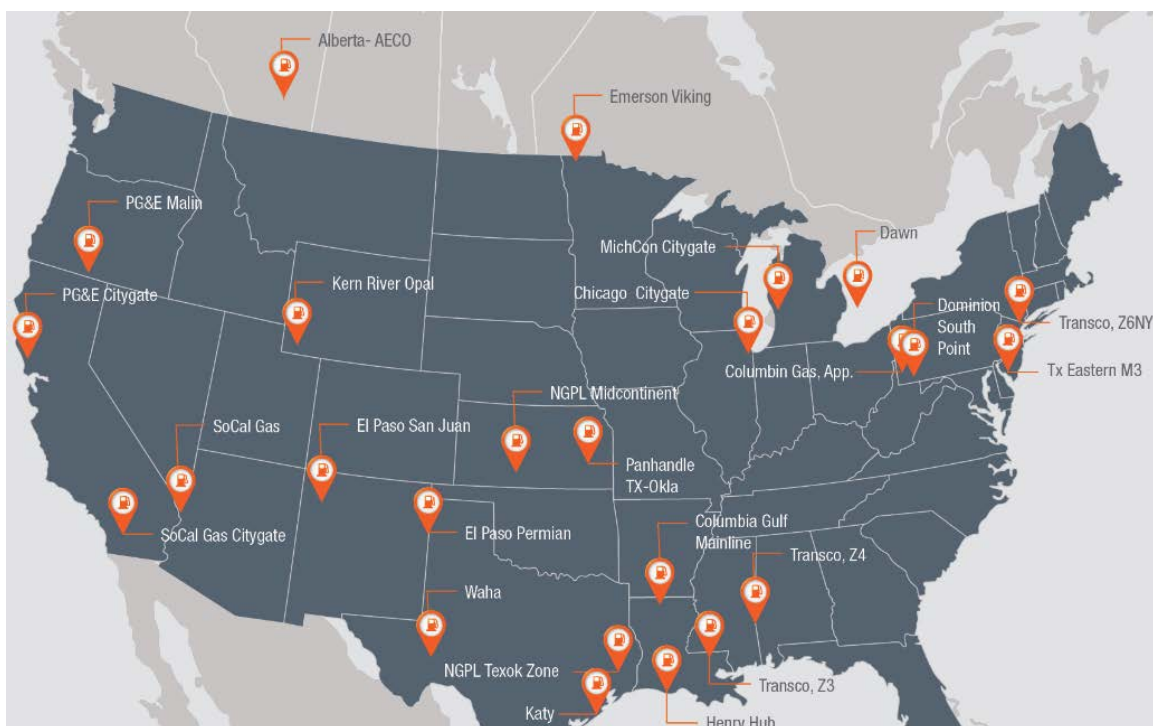 Alberta- AECO
Emerson Viking
PG&E Malin
MichCon Citygate
Dawn
PG&E Citygate
Kern River Opal
Chicago Citygate
Dominion
South
Point
Transco, Z6NY
Columbin Gas, App.
Tx Eastern M3
NGPL Midcontinent
SoCal Gas
El Paso San Juan
Panhandle
TX-Okla
SoCal Gas Citygate
El Paso Permian
Columbia Gulf
Mainline
Transco, Z4
Waha
NGPL Texok Zone
Transco, Z3
Katy
Henry Hub